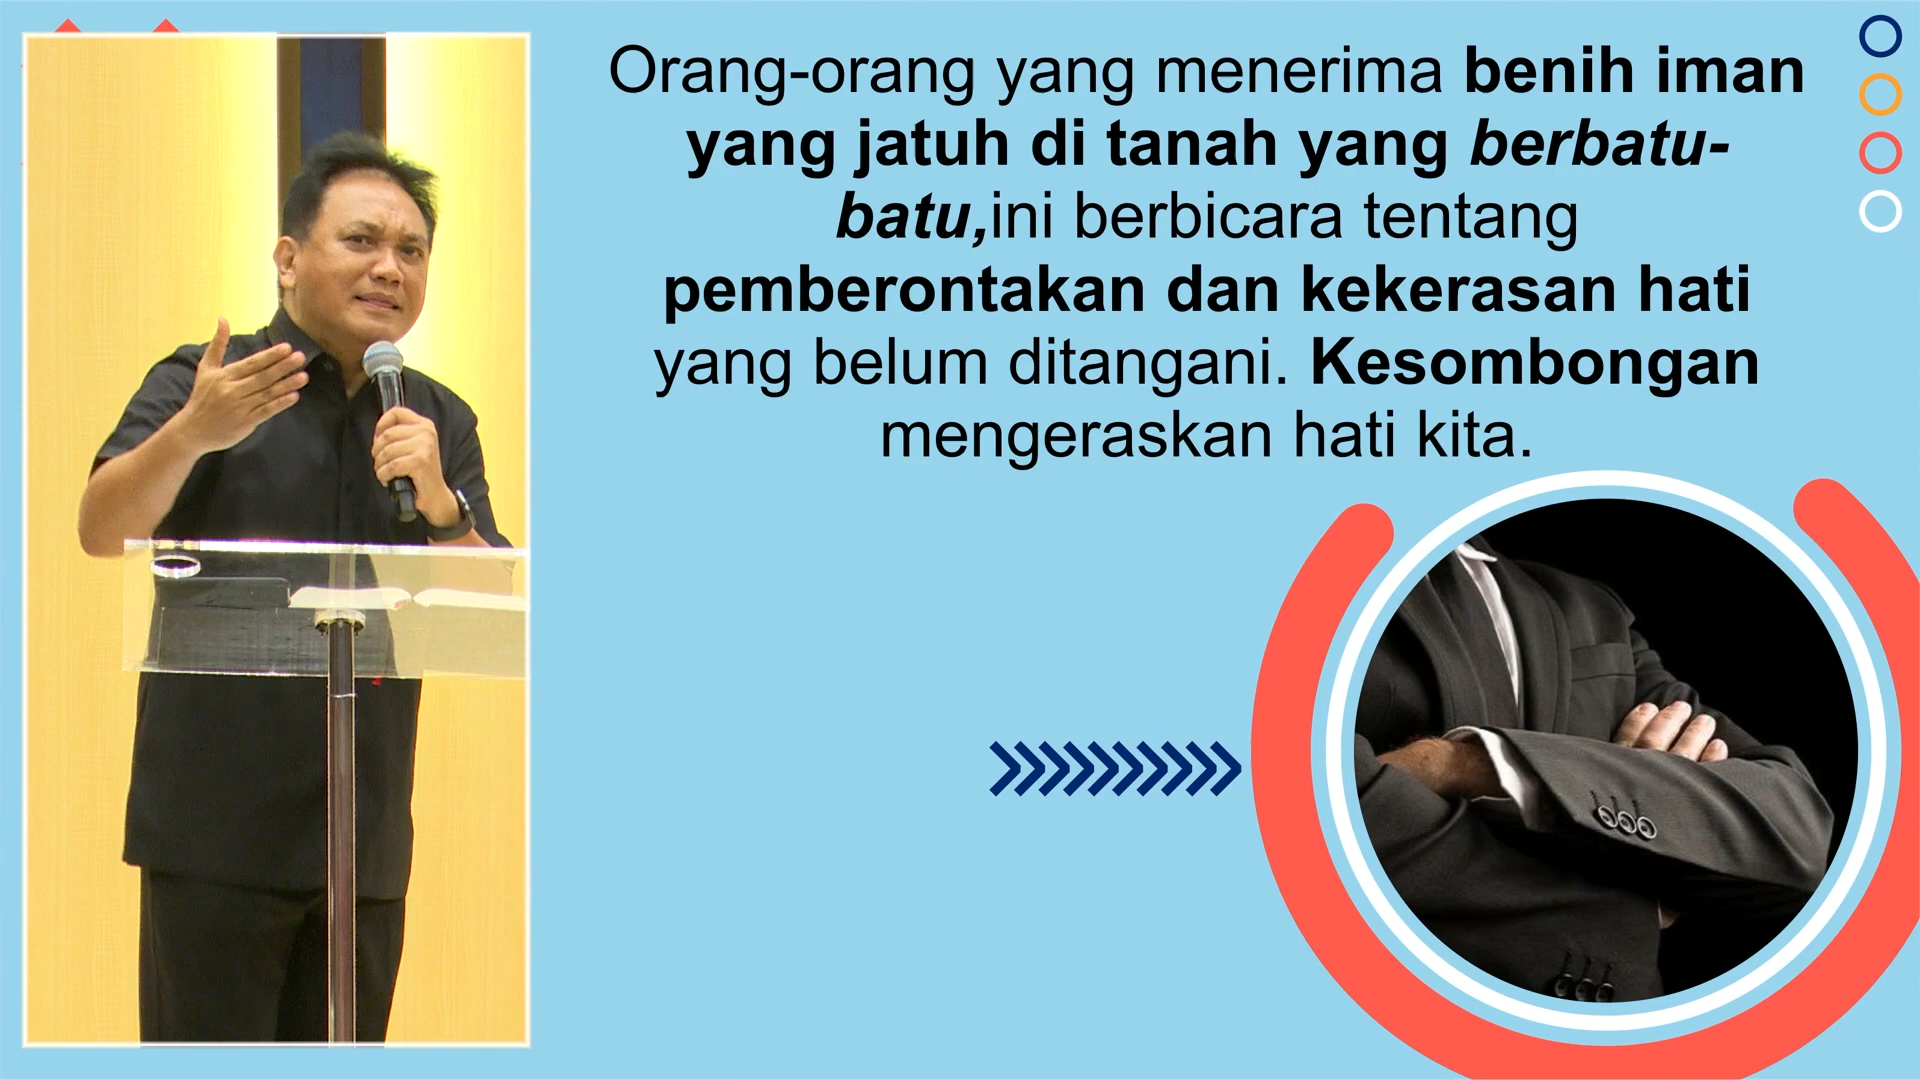 Orang-orang yang menerima benih iman
yang jatuh di tanah yang berbatu-
batu,ini berbicara tentang
pemberontakan dan kekerasan hati
yang belum ditangani. Kesombongan
mengeraskan hati kita.